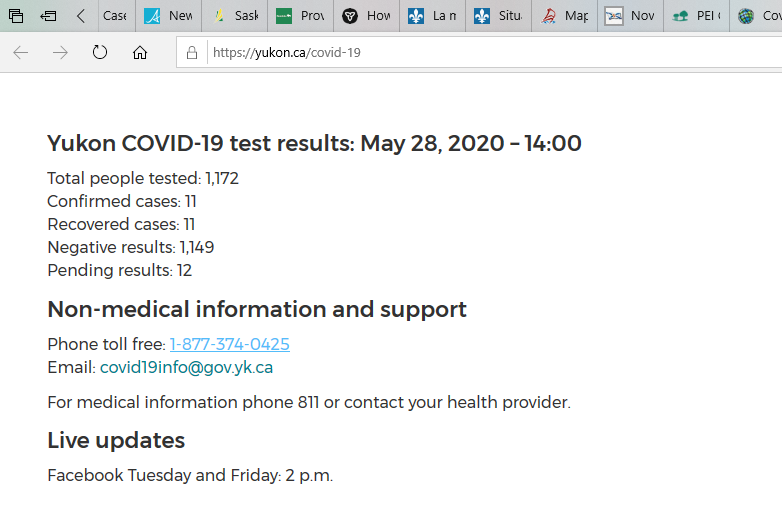 Case
New
Sask
Prov
How
La m
Situ
Map
Nov
PEI
Cov
https://yukon.ca/covid-19
Yukon COVID-19 test results: May 28, 2020 – 14:00
Total people tested: 1,172
Confirmed cases: 11
Recovered cases: 11
Negative results: 1,149
Pending results: 12
Non-medical information and support
Phone toll free: 1-877-374-0425
Email: covid19info@gov.yk.ca
For medical information phone 811 or contact your health provider.
Live updates
Facebook Tuesday and Friday: 2 p.m.